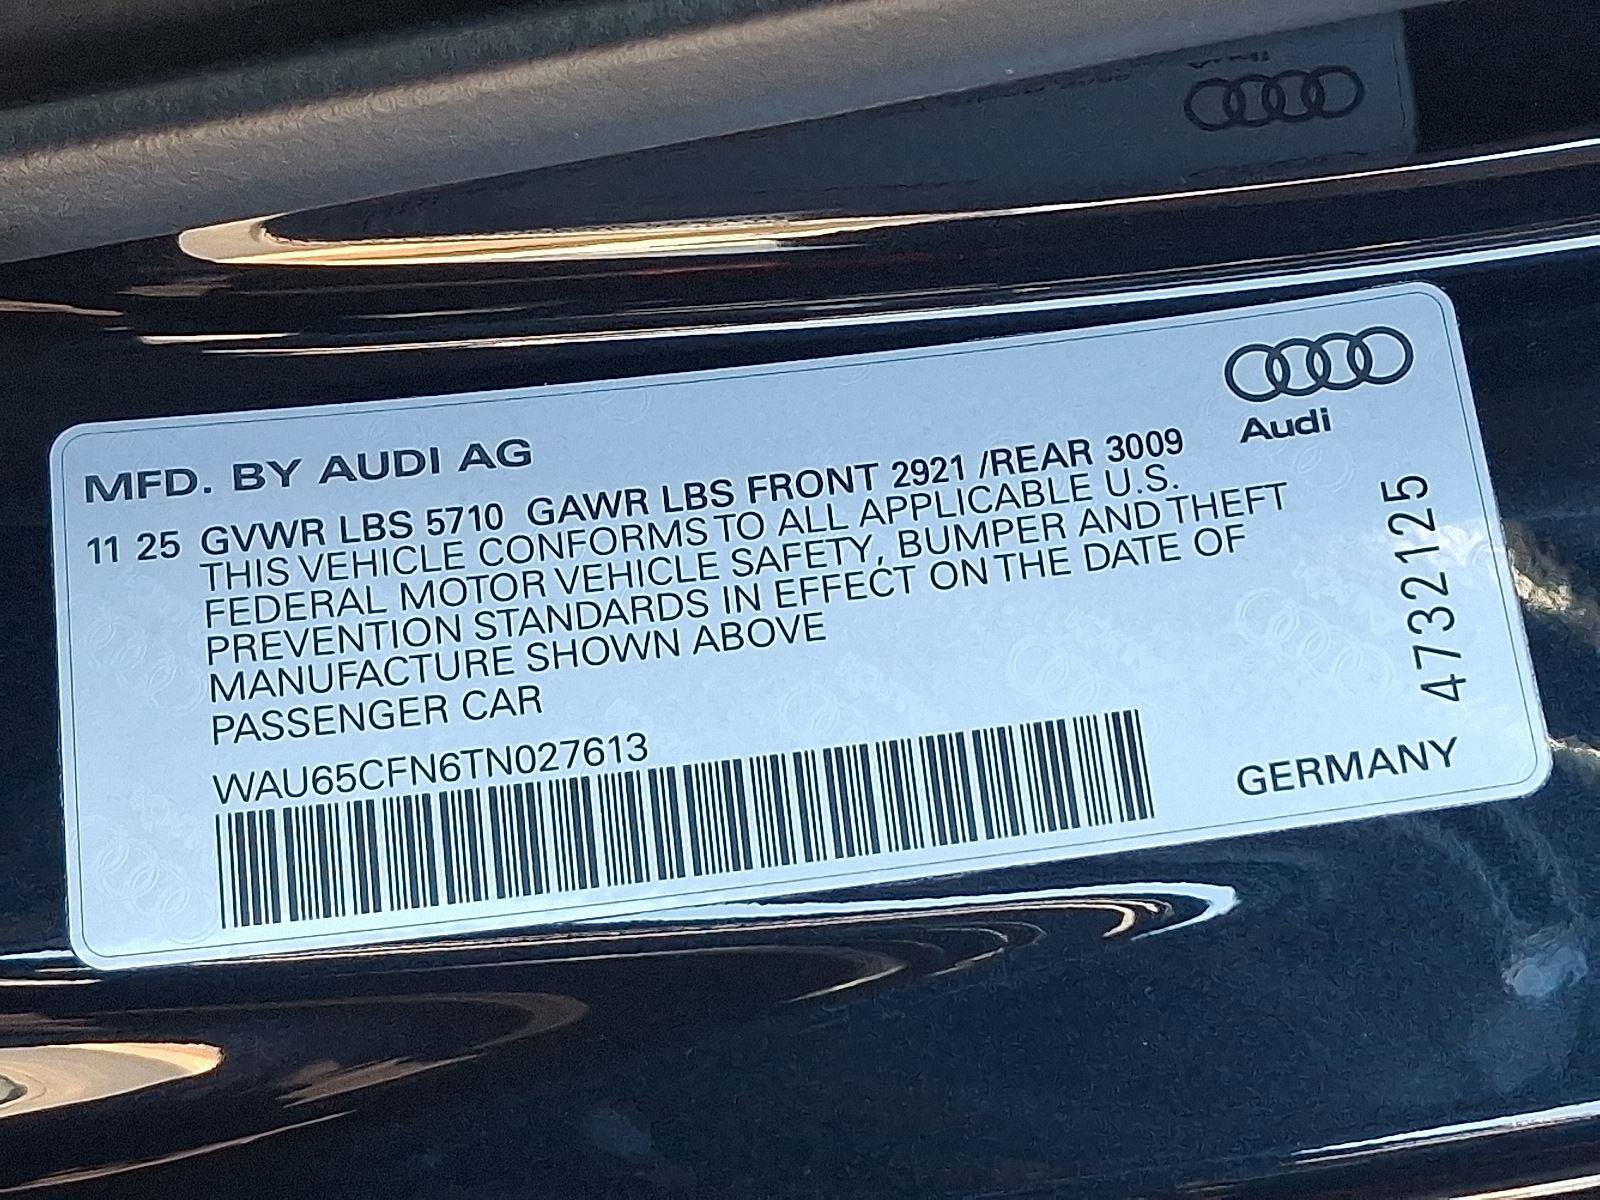 Audi
MFD. BY AUDI AG
11 25 GVWR LBS 5710 GAWR LBS FRONT 2921 /REAR 3009
THIS VEHICLE CONFORMS TO ALL APPLICABLE U.S.
FEDERAL MOTOR VEHICLE SAFETY, BUMPER AND THEFT
PREVENTION STANDARDS IN EFFECT ON THE DATE OF
MANUFACTURE SHOWN ABOVE
PASSENGER CAR
WAU65CFN6TN027613
GERMANY
4732125